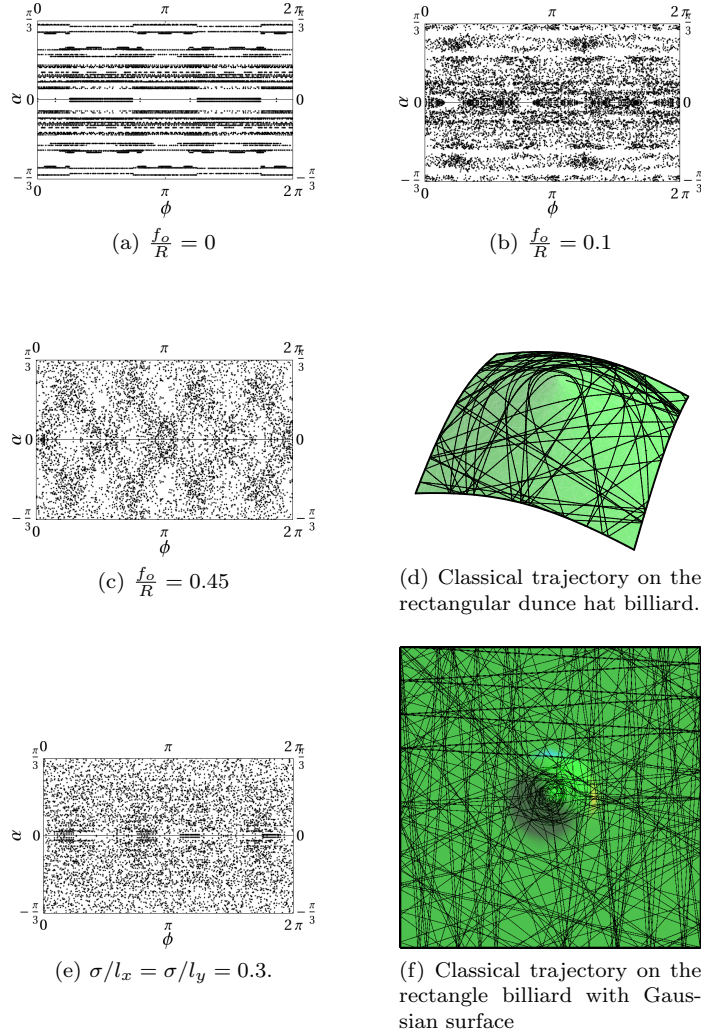 0 π 2π
π/3 π/3
α 0 0
−π/3 −π/3
0 π 2π
ϕ
(a) f_o/R = 0
0 π 2π
π/3 π/3
α 0 0
−π/3 −π/3
0 π 2π
ϕ
(b) f_o/R = 0.1
0 π 2π
π/3 π/3
α 0 0
−π/3 −π/3
0 π 2π
ϕ
(c) f_o/R = 0.45
(d) Classical trajectory on the
rectangular dunce hat billiard.
0 π 2π
π/3 π/3
α 0 0
−π/3 −π/3
0 π 2π
ϕ
(e) σ/l_x = σ/l_y = 0.3.
(f) Classical trajectory on the
rectangle billiard with Gaus-
sian surface